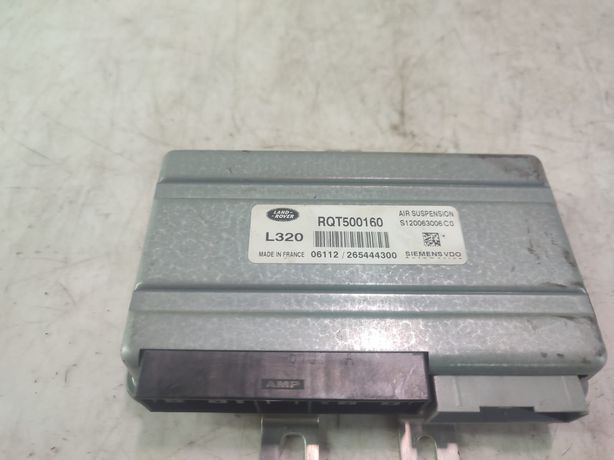 LAND-
ROVER
RQT500160
AIR SUSPENSION
S120063006 C0
L320
MADE IN FRANCE 06112 / 265444300
SIEMENS VDO
AMP